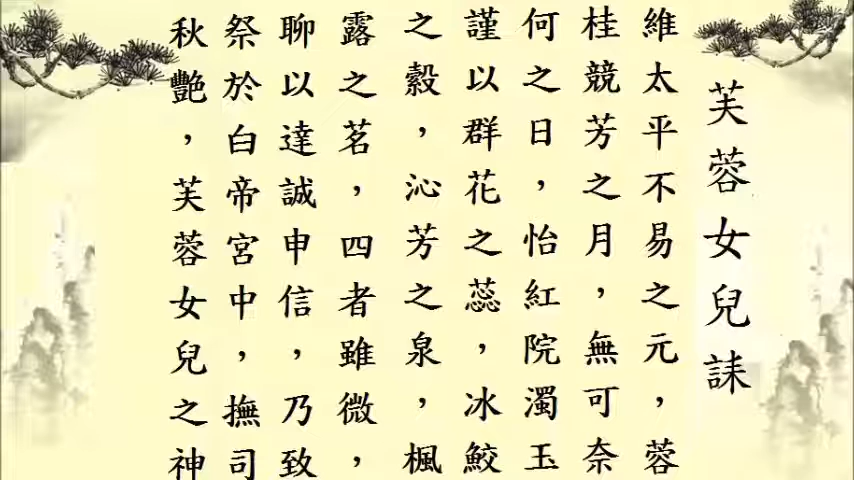 芙蓉女兒誄
維太平不易之元，蓉
桂競芳之月，無可奈
何之日，怡紅院濁玉
謹以群花之蕊，冰鮫
之縠，沁芳之泉，楓
露之茗，四者雖微，
聊以達誠申信，乃致
祭於白帝宮中，撫司
秋艷，芙蓉女兒之神